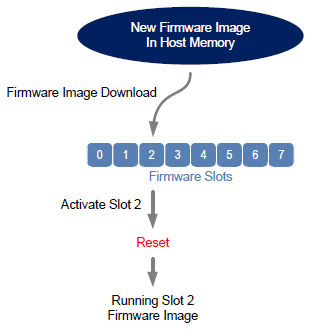 New Firmware Image
In Host Memory
Firmware Image Download
0 1 2 3 4 5 6 7
Firmware Slots
Activate Slot 2
Reset
Running Slot 2
Firmware Image